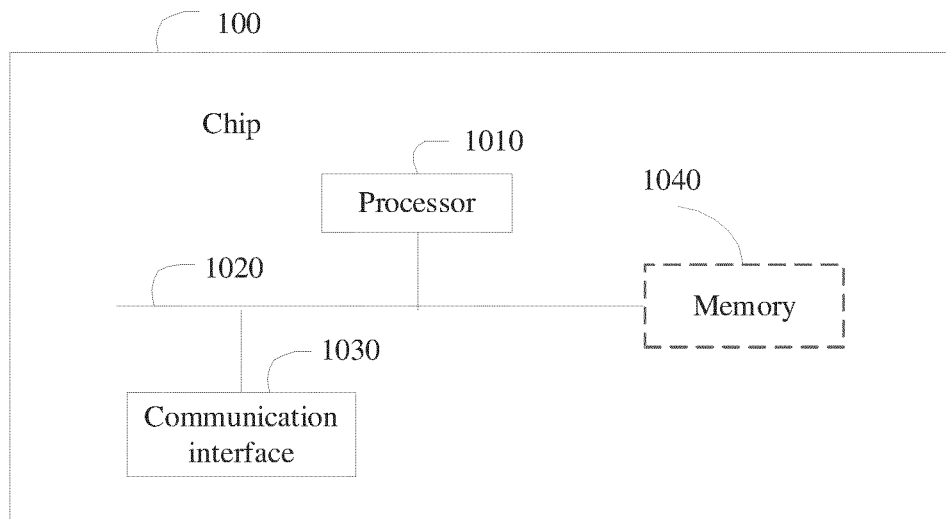 100
Chip
1010
Processor
1040
1020
Memory
1030
Communication
interface